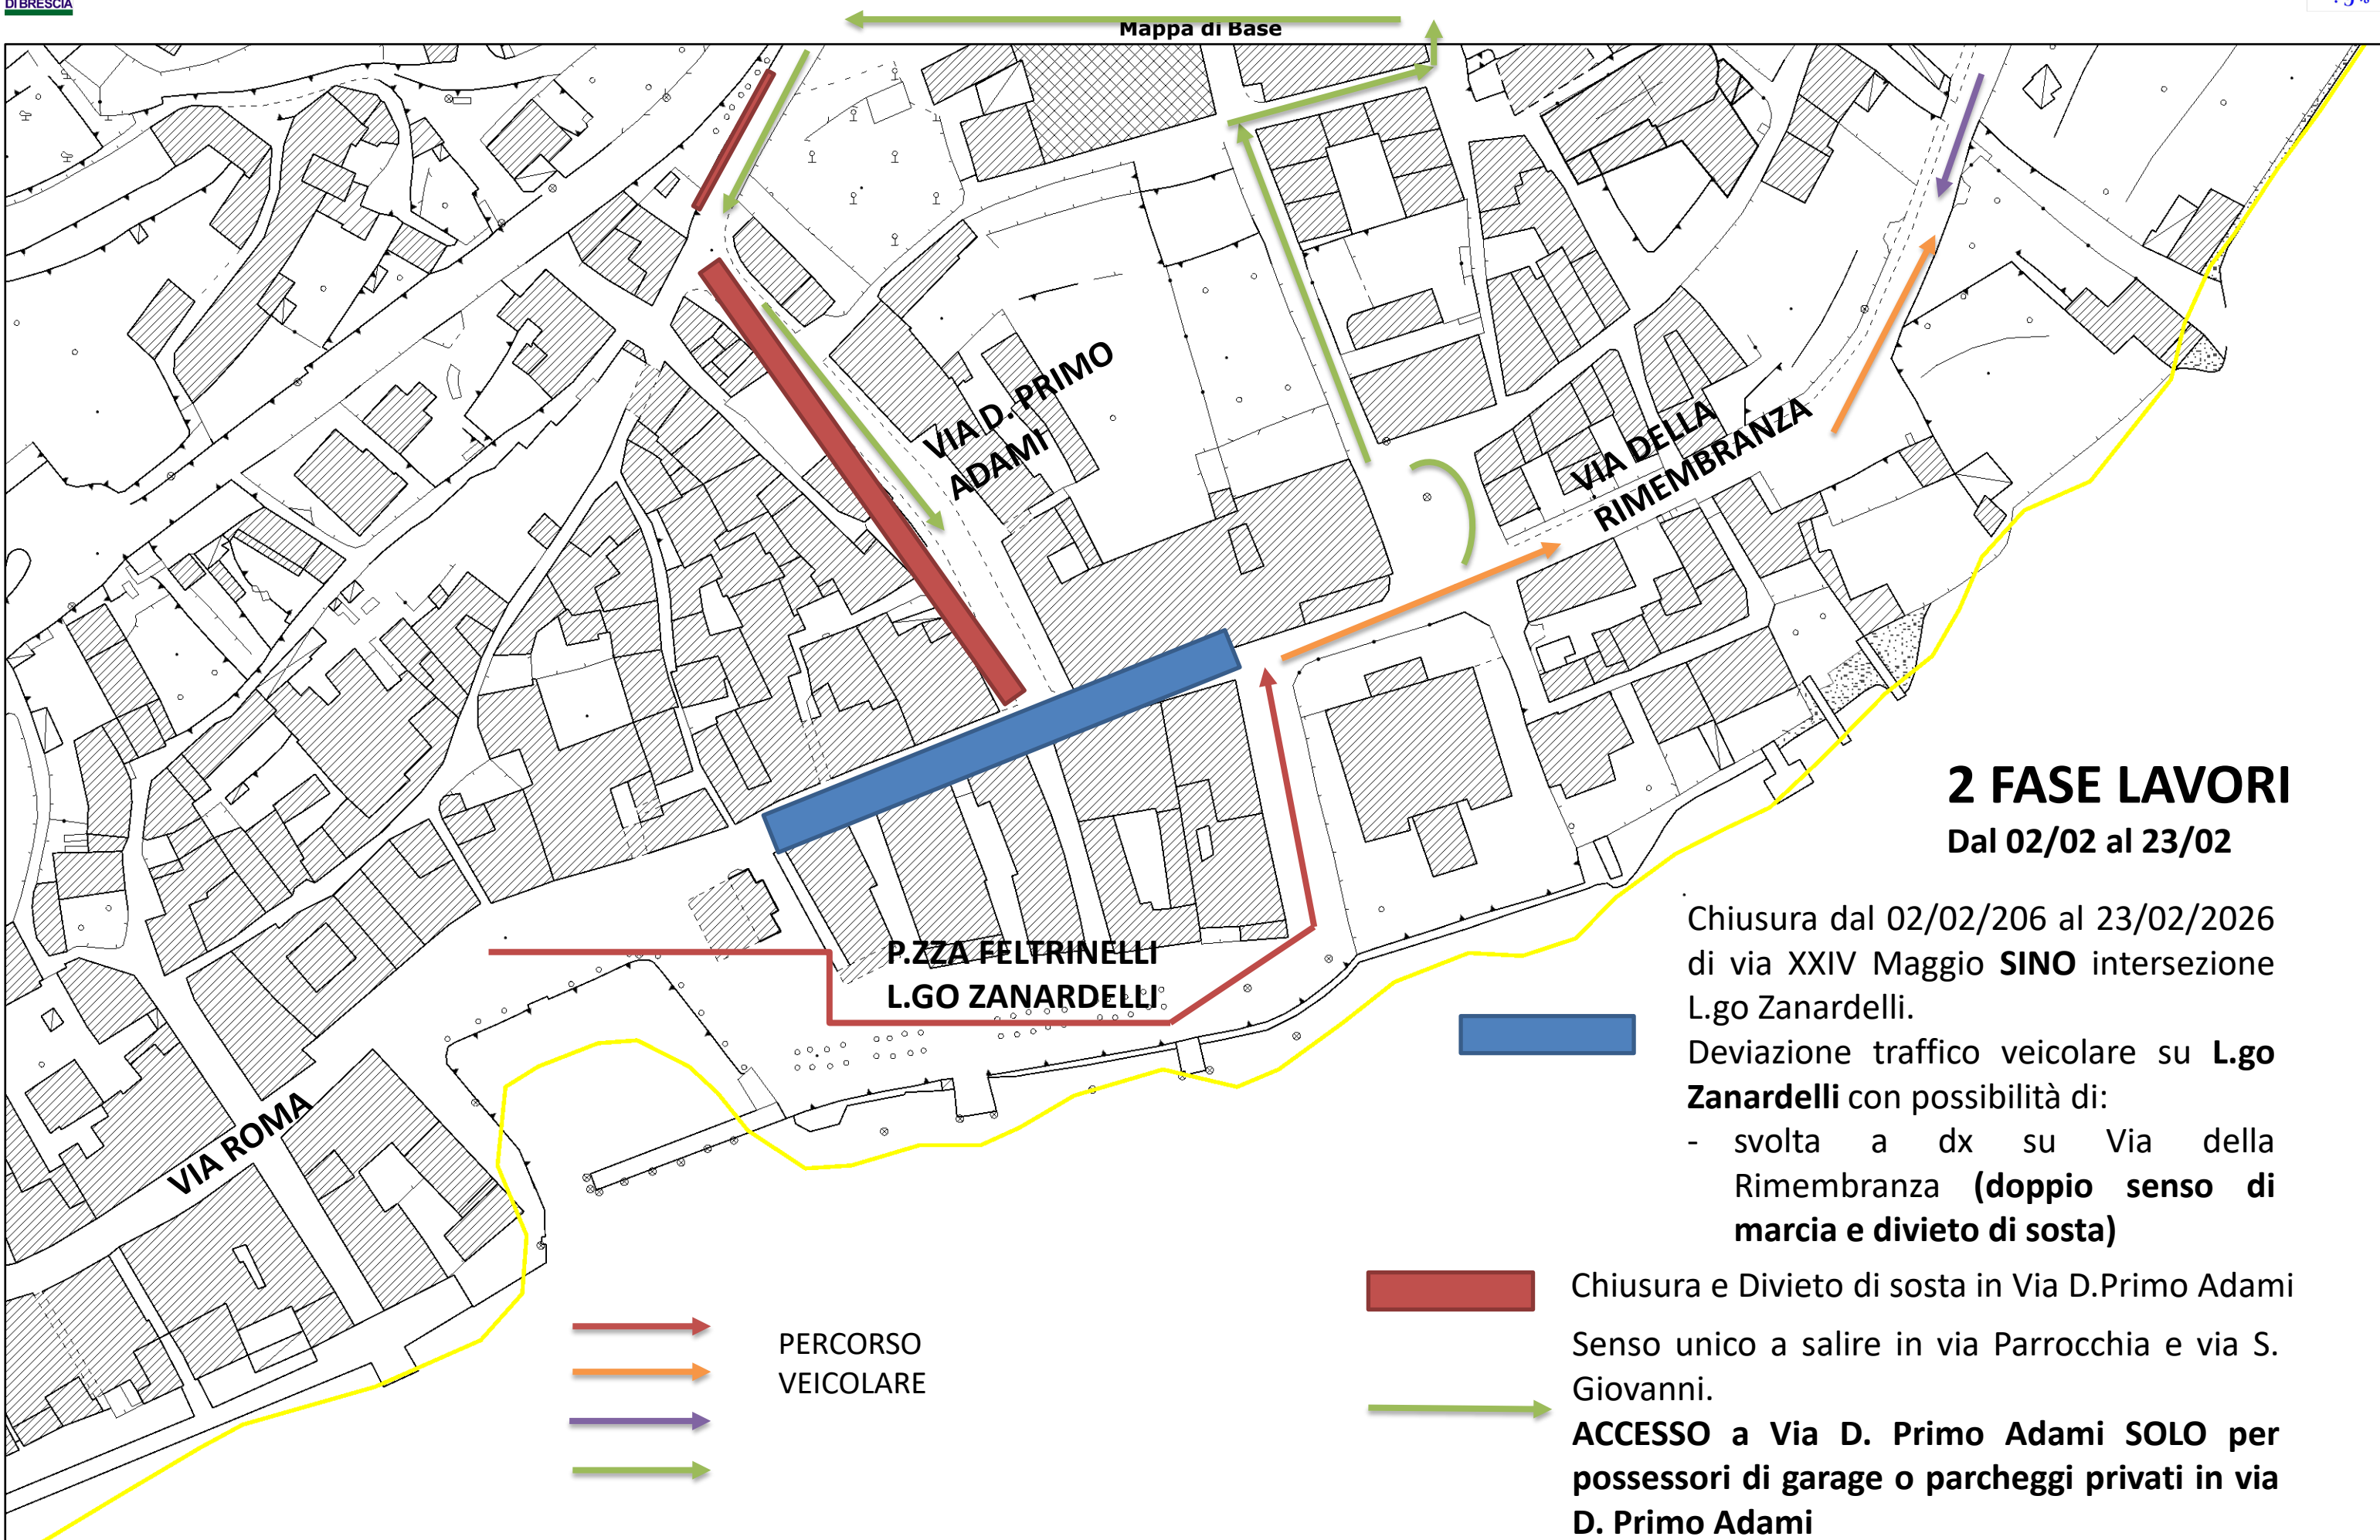 DI BRESCIA
Mappa di Base
VIA D. PRIMO
ADAMI
VIA DELLA
RIMEMBRANZA
P.ZZA FELTRINELLI
L.GO ZANARDELLI
VIA ROMA
2 FASE LAVORI
Dal 02/02 al 23/02
Chiusura dal 02/02/206 al 23/02/2026
di via XXIV Maggio SINO intersezione
L.go Zanardelli.
Deviazione traffico veicolare su L.go
Zanardelli con possibilità di:
- svolta a dx su Via della
Rimembranza (doppio senso di
marcia e divieto di sosta)
Chiusura e Divieto di sosta in Via D.Primo Adami
Senso unico a salire in via Parrocchia e via S.
Giovanni.
ACCESSO a Via D. Primo Adami SOLO per
possessori di garage o parcheggi privati in via
D. Primo Adami
PERCORSO
VEICOLARE